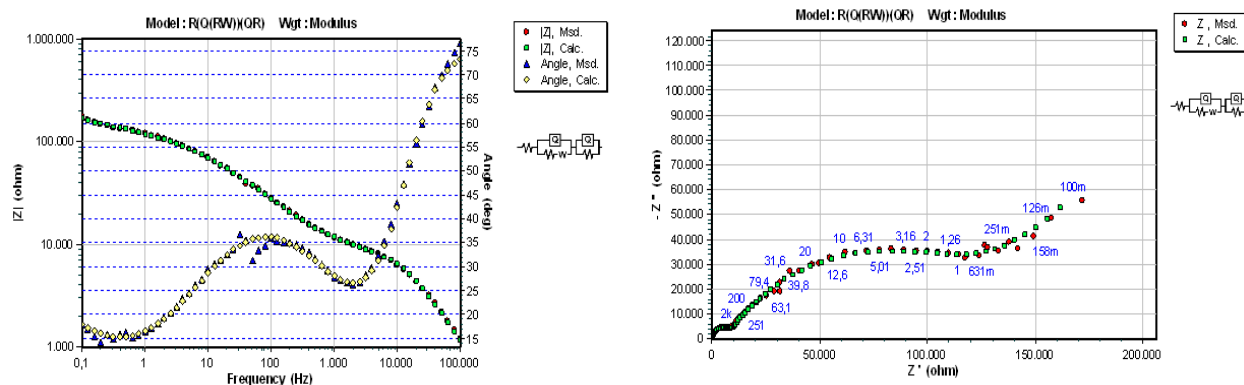 Model : R(Q(RW))(QR) Wgt : Modulus
|Z| (ohm)
1.000.000
100.000
10.000
1.000
0,1
1
10
100
1.000
10.000
100.000
Frequency (Hz)
75
70
65
60
55
50
45
40
35
30
25
20
15
Angle (deg)
|Z|, Msd.
|Z|, Calc.
Angle, Msd.
Angle, Calc.
Q
W
Q
Model : R(Q(RW))(QR) Wgt : Modulus
-Z'' (ohm)
120.000
110.000
100.000
90.000
80.000
70.000
60.000
50.000
40.000
30.000
20.000
10.000
0
0
50.000
100.000
150.000
200.000
Z' (ohm)
100m
126m
158m
251m
631m
1
1,26
2
2,51
3,16
5,01
6,31
10
12,6
20
31,6
39,8
63,1
79,4
200
251
2k
Z , Msd.
Z , Calc.
Q
W
Q